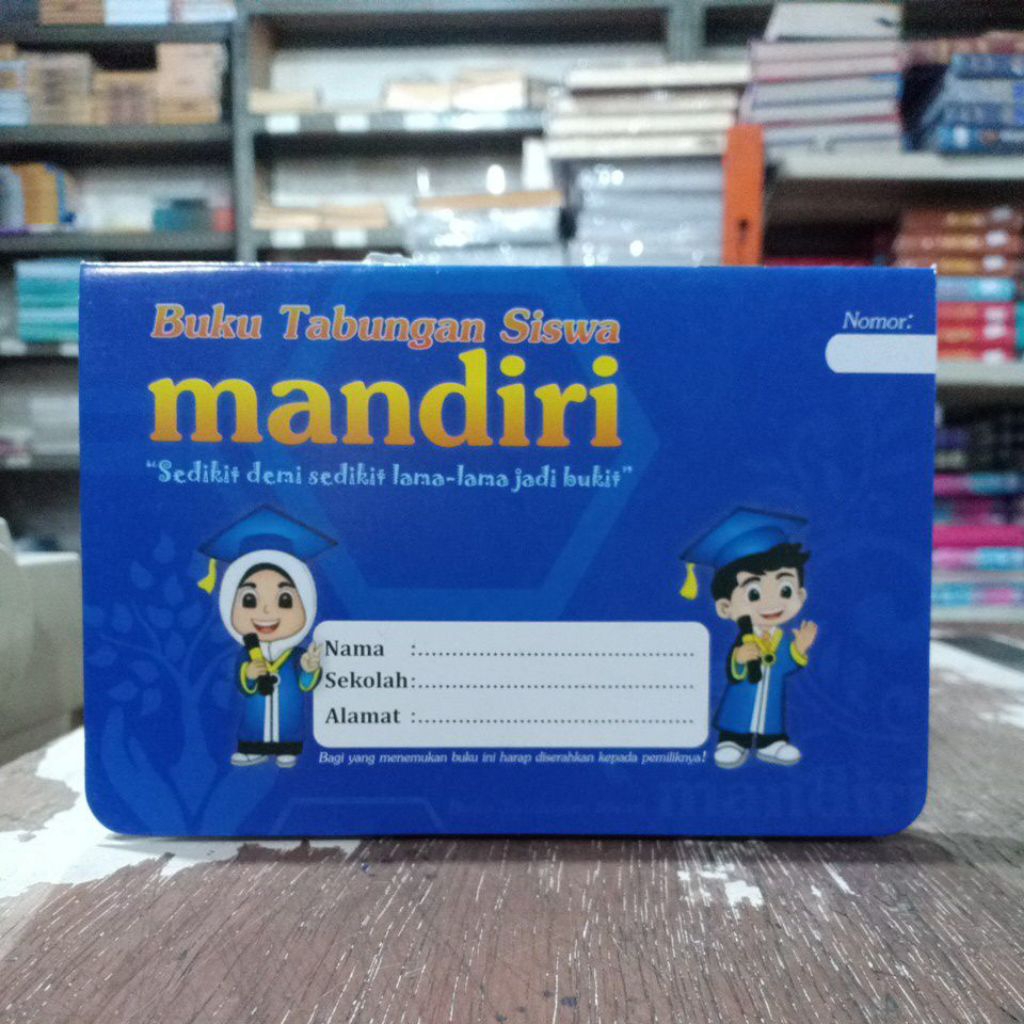 Buku Tabungan Siswa
mandiri
"Sedikit demi sedikit lama-lama jadi bukit"
Nomor:
Nama :........................................
Sekolah:........................................
Alamat :........................................
Bagi yang menemukan buku ini harap diserahkan kepada pemiliknya!
mandiri